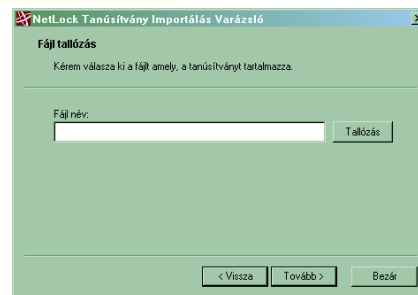 NetLock Tanúsítvány Importálás Varázsló
Fájl tallózás
Kérem válasza ki a fájlt amely, a tanúsítványt tartalmazza.
Fájl név:
Tallózás
< Vissza
Tovább >
Bezár